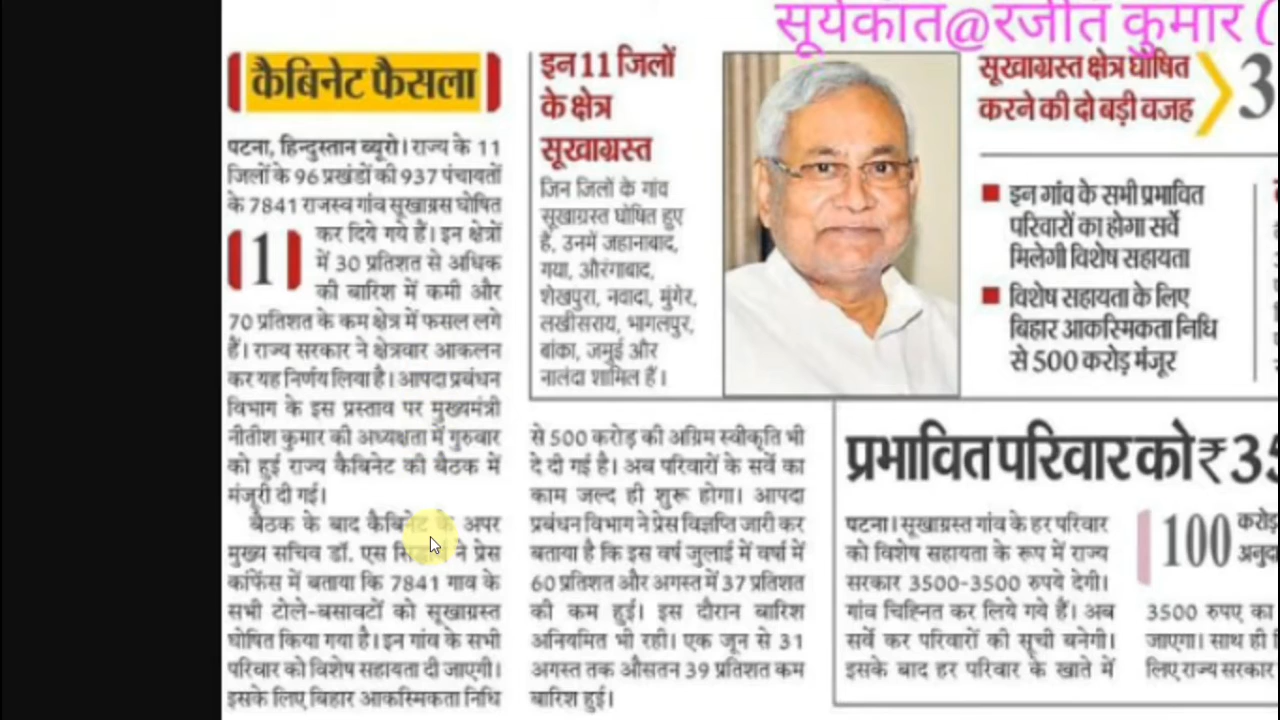 सूर्यकांत@रजीत कुमार (
कैबिनेट फैसला
पटना, हिन्दुस्तान ब्यूरो। राज्य के 11
जिलों के 96 प्रखंडों की 937 पंचायतों
के 7841 राजस्व गांव सूखाग्रस घोषित
कर दिये गये हैं। इन क्षेत्रों
1
में 30 प्रतिशत से अधिक
की बारिश में कमी और
70 प्रतिशत के कम क्षेत्र में फसल लगे
हैं। राज्य सरकार ने क्षेत्रवार आकलन
कर यह निर्णय लिया है। आपदा प्रबंधन
विभाग के इस प्रस्ताव पर मुख्यमंत्री
नीतीश कुमार की अध्यक्षता में गुरुवार
को हुई राज्य कैबिनेट की बैठक में
मंजूरी दी गई।
बैठक के बाद कैबिनेट के अपर
मुख्य सचिव डॉ. एस ने प्रेस
कांफेंस में बताया कि 7841 गाव के
सभी टोले-बसावटों को सूखाग्रस्त
घोषित किया गया है। इन गांव के सभी
परिवार को विशेष सहायता दी जाएगी।
इसके लिए बिहार आकस्मिकता निधि
इन 11 जिलों
के क्षेत्र
सूखाग्रस्त
जिन जिलों के गांव
सूखाग्रस्त घोषित हुए
है, उनमें जहानाबाद,
गया, औरंगाबाद,
शेखपुरा, नवादा, मुंगेर,
लखीसराय, भागलपुर,
बांका, जमुई और
नालंदा शामिल हैं।
से 500 करोड़ की अग्रिम स्वीकृति भी
दे दी गई है। अब परिवारों के सर्वे का
काम जल्द ही शुरू होगा। आपदा
प्रबंधन विभाग ने प्रेस विज्ञप्ति जारी कर
बताया है कि इस वर्ष जुलाई में वर्षा में
60 प्रतिशत और अगस्त में 37 प्रतिशत
की कम हुई। इस दौरान बारिश
अनियमित भी रही। एक जून से 31
अगस्त तक औसतन 39 प्रतिशत कम
बारिश हुई।
सूखाग्रस्त क्षेत्र घोषित
करने की दो बड़ी वजह
3
इन गांव के सभी प्रभावित
परिवारों का होगा सर्वे
मिलेगी विशेष सहायता
विशेष सहायता के लिए
बिहार आकस्मिकता निधि
से 500 करोड़ मंजूर
प्रभावित परिवार को ₹35
पटना। सूखाग्रस्त गांव के हर परिवार
को विशेष सहायता के रूप में राज्य
सरकार 3500-3500 रुपये देगी।
गांव चिह्नित कर लिये गये हैं। अब
सर्वे कर परिवारों की सूची बनेगी।
इसके बाद हर परिवार के खाते में
100
करोड़
अनुद
3500 रुपए का
जाएगा। साथ ही
लिए राज्य सरकार